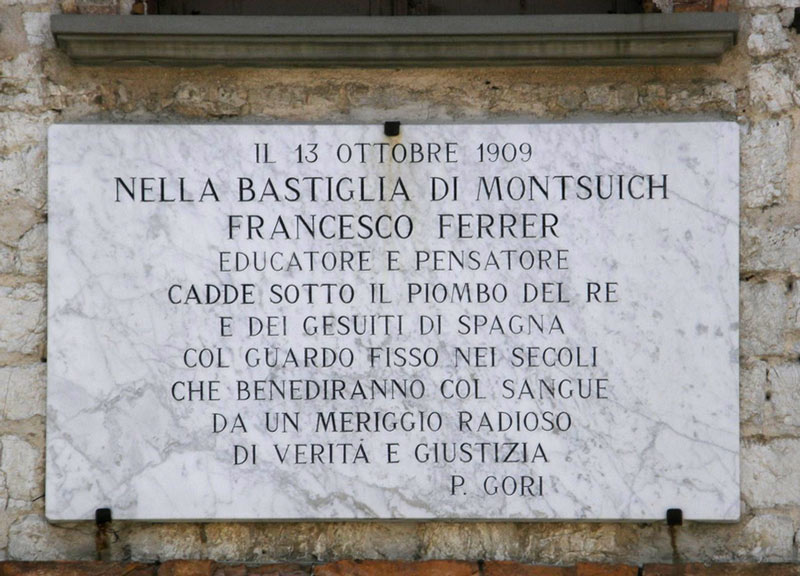 IL 13 OTTOBRE 1909
NELLA BASTIGLIA DI MONTSUICH
FRANCESCO FERRER
EDUCATORE E PENSATORE
CADDE SOTTO IL PIOMBO DEL RE
E DEI GESUITI DI SPAGNA
COL GUARDO FISSO NEI SECOLI
CHE BENEDIRANNO COL SANGUE
DA UN MERIGGIO RADIOSO
DI VERITÀ E GIUSTIZIA
P. GORI